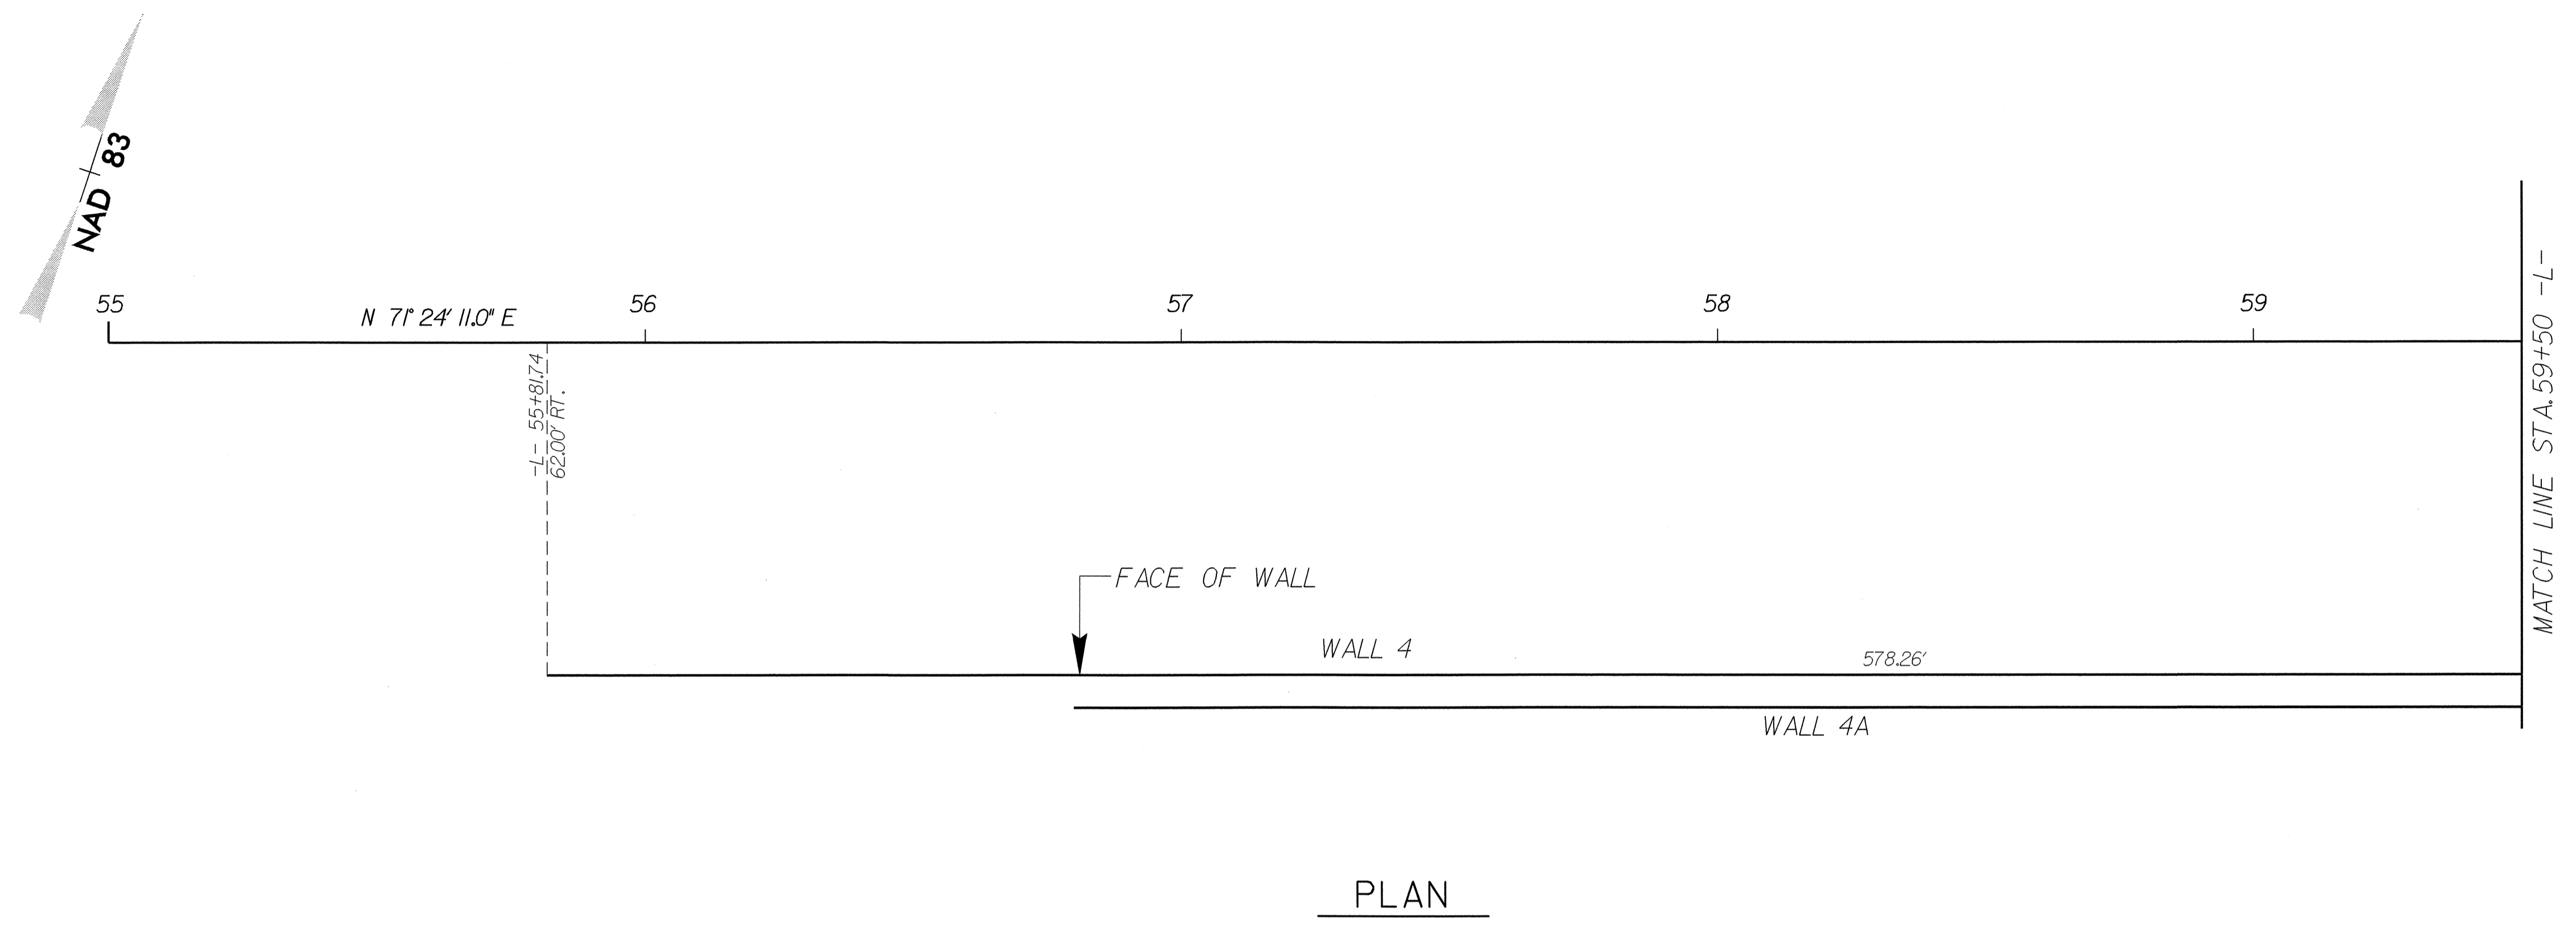 NAD 83
55
56
57
58
59
N 71° 24' 11.0" E
-L- 55+81.74
62.00' RT.
MATCH LINE STA. 59+50 -L-
FACE OF WALL
WALL 4
578.26'
WALL 4A
PLAN